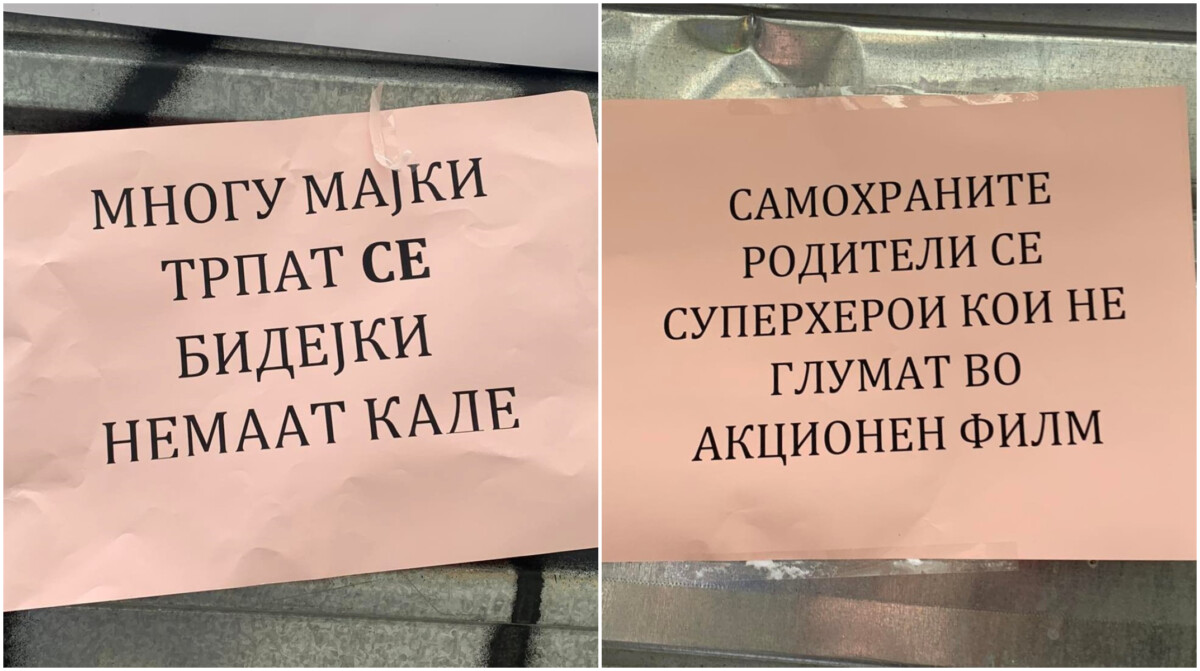 МНОГУ МАЈКИ
ТРПАТ СЕ
БИДЕЈКИ
НЕМААТ КАДЕ
САМОХРАНИТЕ
РОДИТЕЛИ СЕ
СУПЕРХЕРОИ КОИ НЕ
ГЛУМАТ ВО
АКЦИОНЕН ФИЛМ